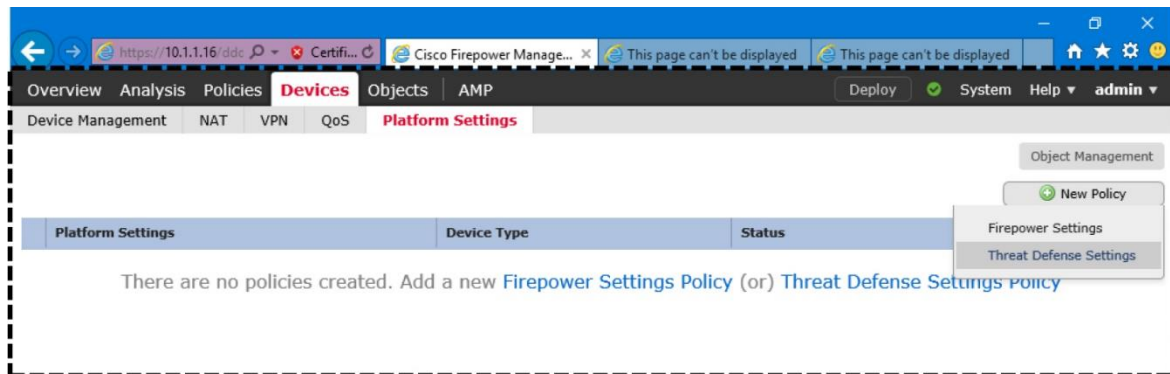 https://10.1.1.16/ddc Certifi... Cisco Firepower Manage... This page can't be displayed This page can't be displayed
Overview Analysis Policies Devices Objects AMP Deploy System Help admin
Device Management NAT VPN QoS Platform Settings
Object Management
New Policy
Platform Settings Device Type Status
Firepower Settings
Threat Defense Settings
There are no policies created. Add a new Firepower Settings Policy (or) Threat Defense Settings Policy